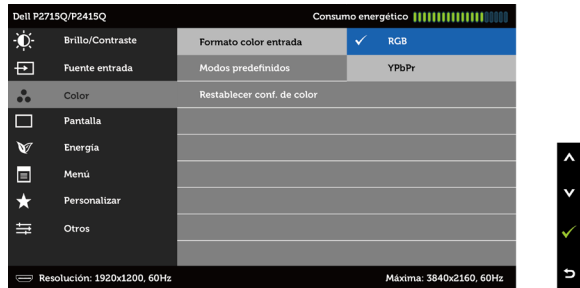 Dell P2715Q/P2415Q Consumo energético
Brillo/Contraste Formato color entrada RGB
Fuente entrada Modos predefinidos YPbPr
Color Restablecer conf. de color
Pantalla
Energía
Menú
Personalizar
Otros
Resolución: 1920x1200, 60Hz Máxima: 3840x2160, 60Hz